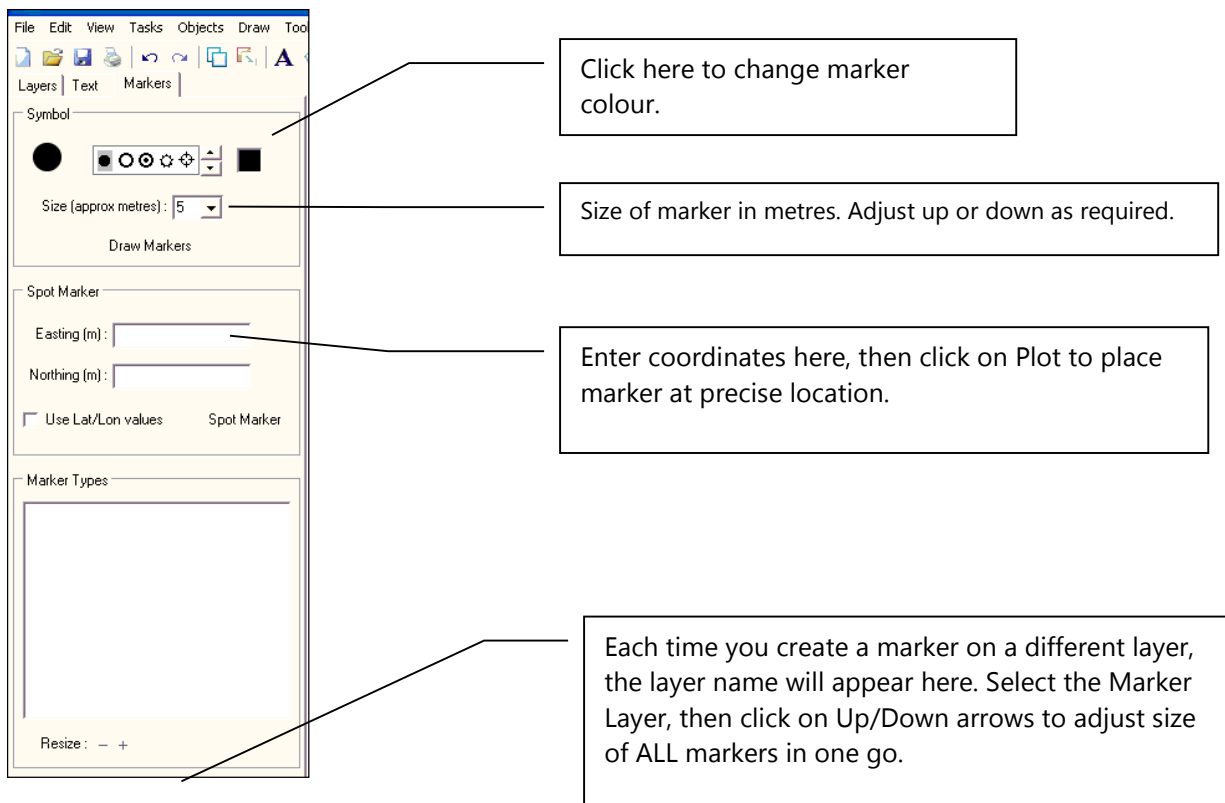 File Edit View Tasks Objects Draw Tool
A
Layers Text Markers
Symbol
Size (approx metres) : 5
Draw Markers
Spot Marker
Easting (m) :
Northing (m) :
Use Lat/Lon values Spot Marker
Marker Types
Resize : – +
Click here to change marker
colour.
Size of marker in metres. Adjust up or down as required.
Enter coordinates here, then click on Plot to place
marker at precise location.
Each time you create a marker on a different layer,
the layer name will appear here. Select the Marker
Layer, then click on Up/Down arrows to adjust size
of ALL markers in one go.